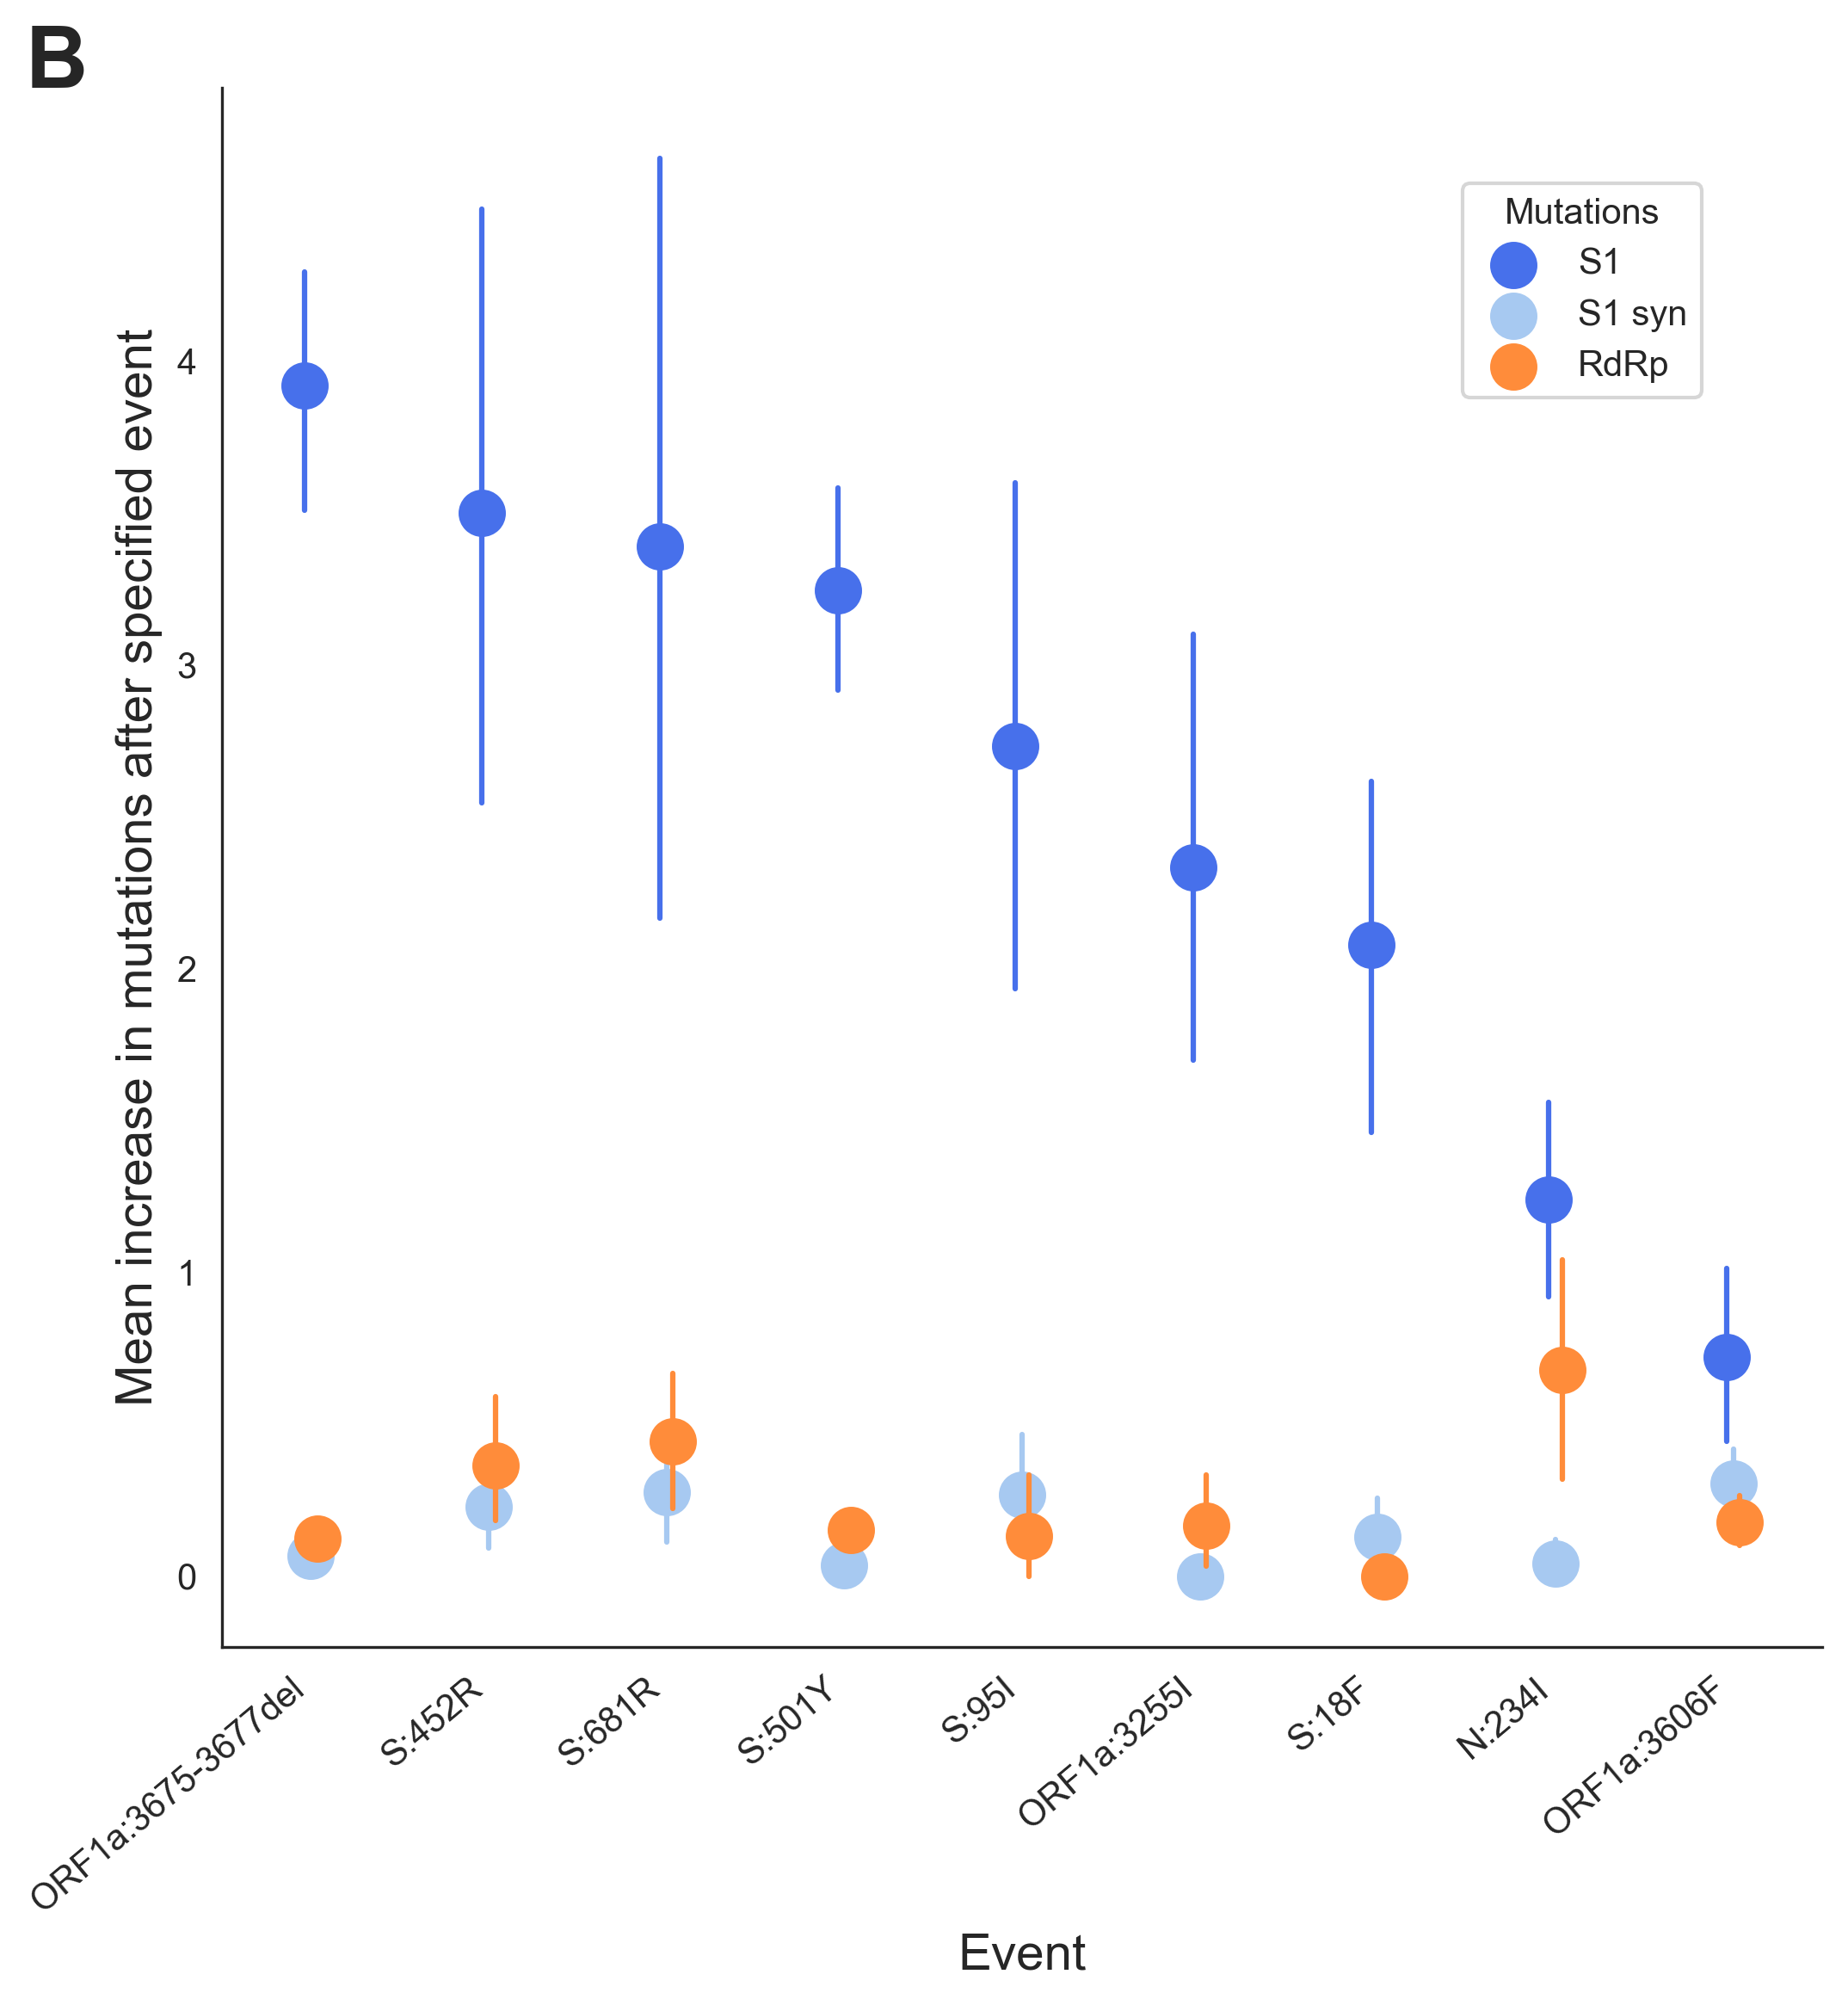 B
Mean increase in mutations after specified event
4
3
2
1
0
Mutations
S1
S1 syn
RdRp
ORF1a:3675-3677del
S:452R
S:681R
S:501Y
S:95I
ORF1a:3255I
S:18F
N:234I
ORF1a:3606F
Event